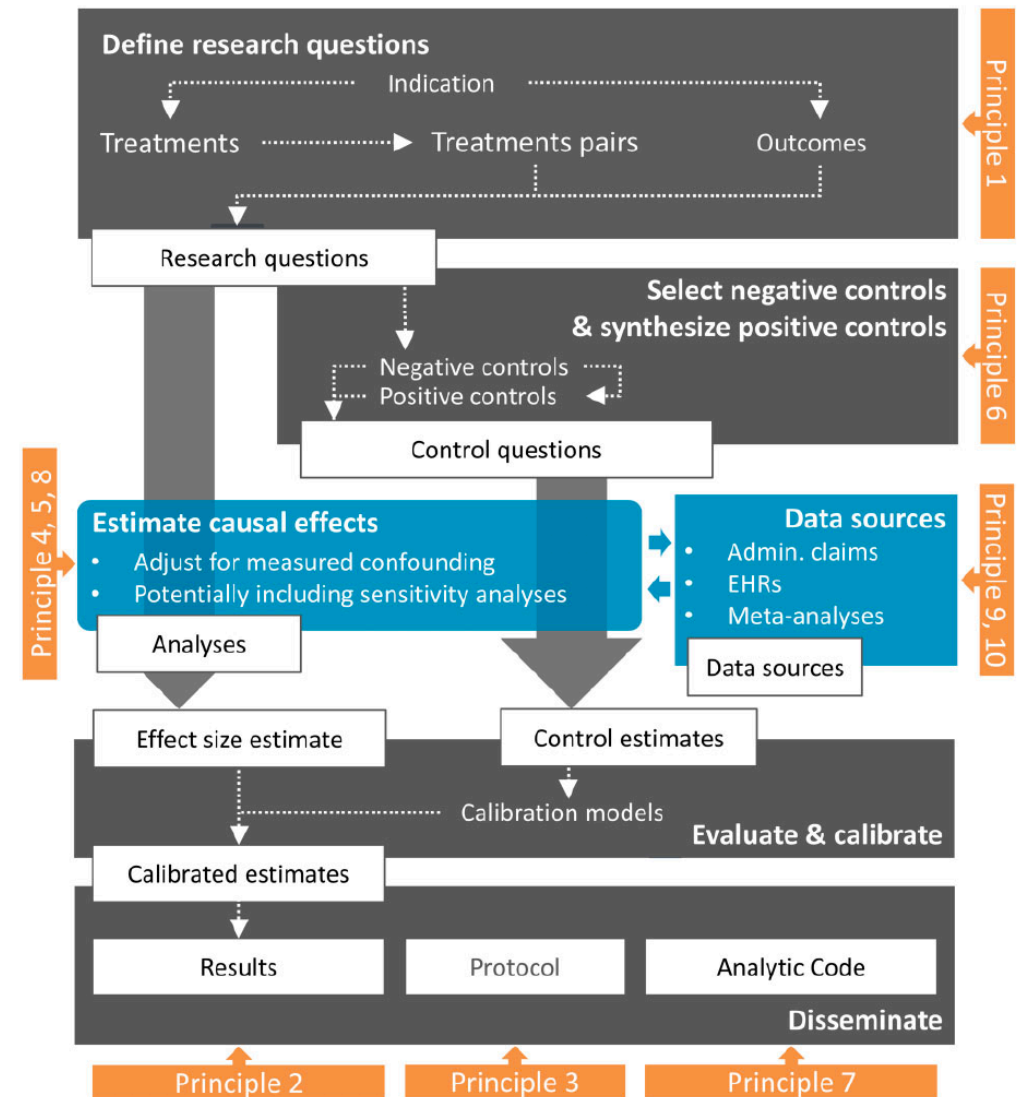 Define research questions
Indication
Treatments
Treatments pairs
Outcomes
Principle 1
Research questions
Select negative controls
& synthesize positive controls
Principle 6
Negative controls
Positive controls
Control questions
Principle 4, 5, 8
Estimate causal effects
• Adjust for measured confounding
• Potentially including sensitivity analyses
Analyses
Data sources
• Admin. claims
• EHRs
• Meta-analyses
Data sources
Principle 9, 10
Effect size estimate
Control estimates
Calibration models
Evaluate & calibrate
Calibrated estimates
Results
Protocol
Analytic Code
Disseminate
Principle 2
Principle 3
Principle 7